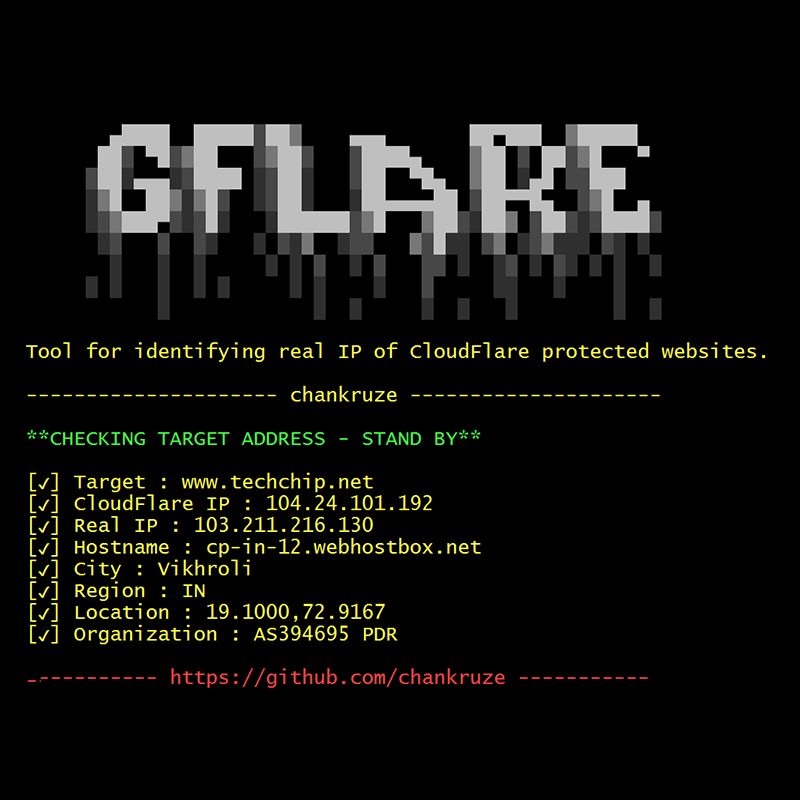 GFLAKE
Tool for identifying real IP of CloudFlare protected websites.
--------------------- chankruze ---------------------
**CHECKING TARGET ADDRESS - STAND BY**
[✓] Target : www.techchip.net
[✓] CloudFlare IP : 104.24.101.192
[✓] Real IP : 103.211.216.130
[✓] Hostname : cp-in-12.webhostbox.net
[✓] City : Vikhroli
[✓] Region : IN
[✓] Location : 19.1000,72.9167
[✓] Organization : AS394695 PDR
----------- https://github.com/chankruze -----------